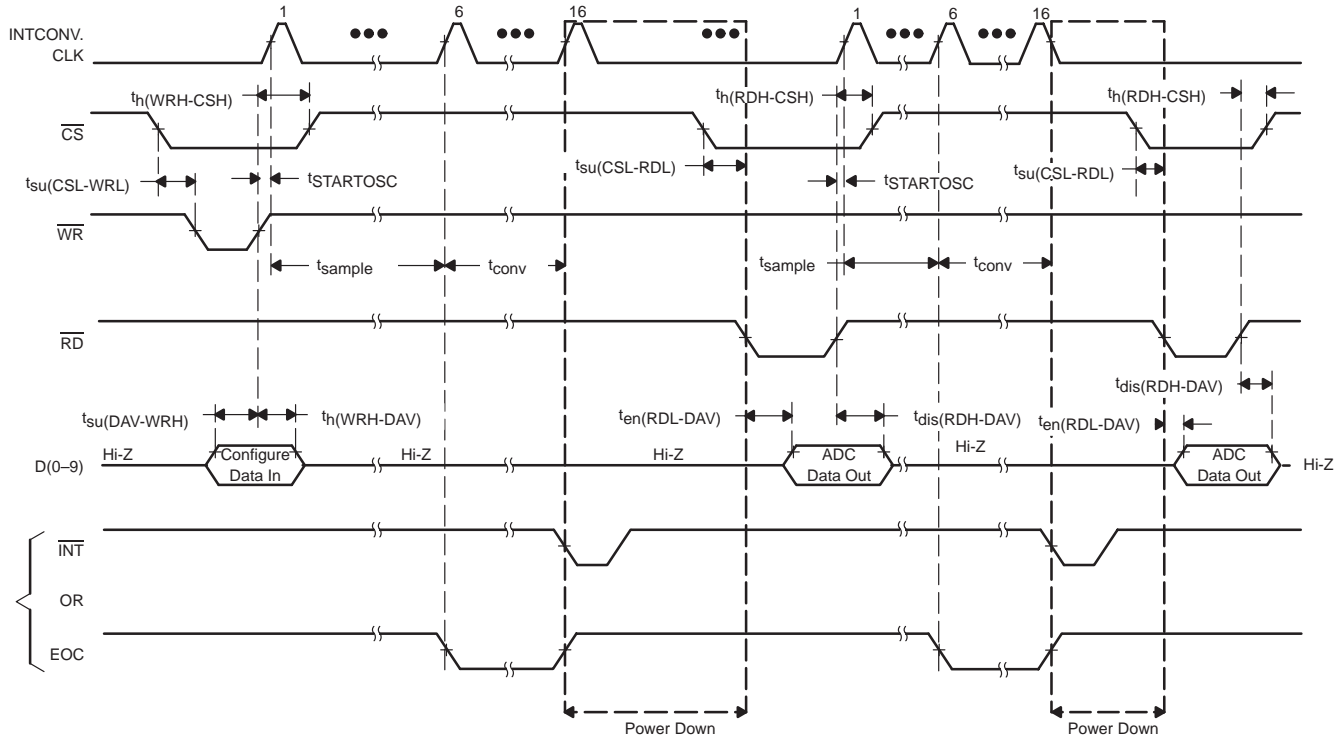 1 6 16 1 6 16
INTCONV.
CLK
th(WRH-CSH) th(RDH-CSH) th(RDH-CSH)
CS
tsu(CSL-WRL) tSTARTOSC tsu(CSL-RDL) tSTARTOSC tsu(CSL-RDL)
WR
tsample tconv tsample tconv
RD
tdis(RDH-DAV)
tsu(DAV-WRH) th(WRH-DAV) ten(RDL-DAV) tdis(RDH-DAV) ten(RDL-DAV)
D(0–9) Hi-Z Configure Hi-Z Hi-Z ADC Hi-Z ADC Hi-Z
Data In Data Out Data Out
INT
OR
EOC
Power Down Power Down